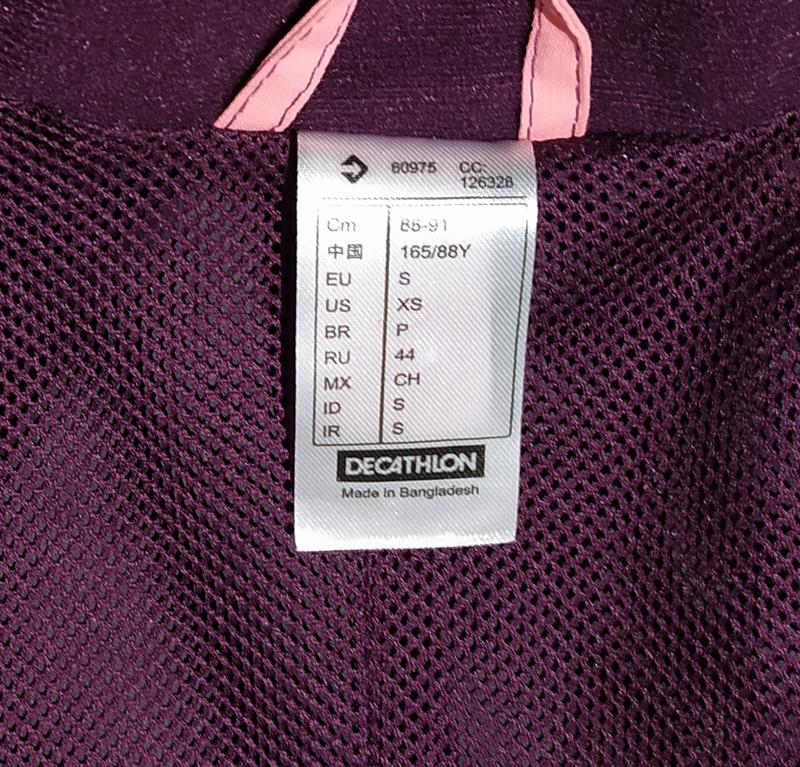 60975 CC:
126328
Cm 85-91
中国 165/88Y
EU S
US XS
BR P
RU 44
MX CH
ID S
IR S
DECATHLON
Made in Bangladesh